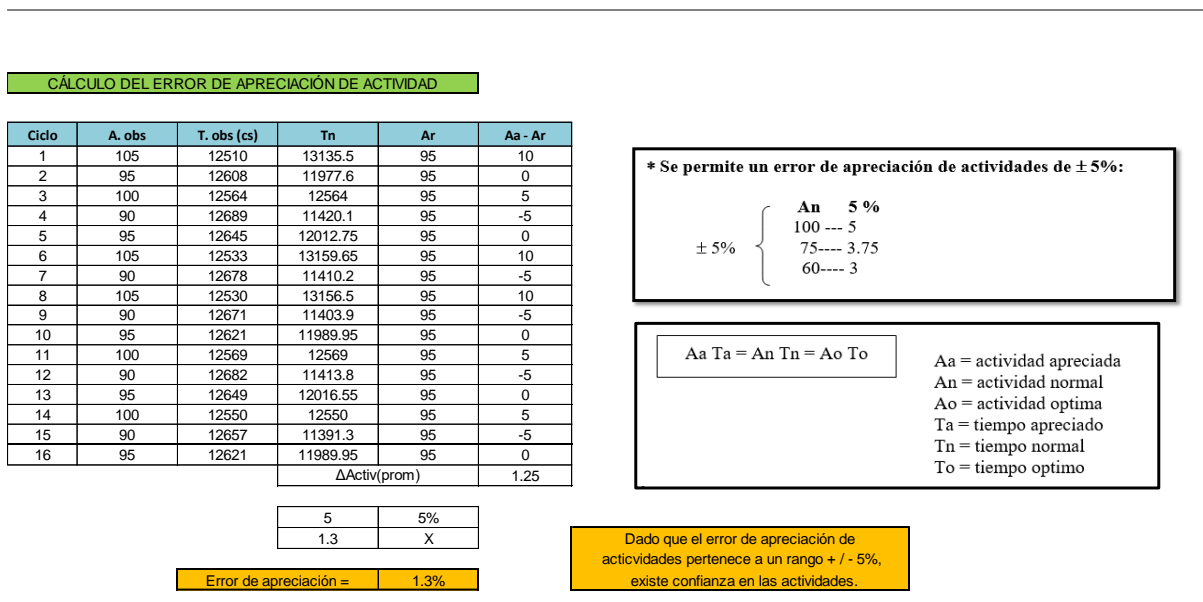 CÁLCULO DEL ERROR DE APRECIACIÓN DE ACTIVIDAD
Ciclo A. obs T. obs (cs) Tn Ar Aa - Ar
1 105 12510 13135.5 95 10
2 95 12608 11977.6 95 0
3 100 12564 12564 95 5
4 90 12689 11420.1 95 -5
5 95 12645 12012.75 95 0
6 105 12533 13159.65 95 10
7 90 12678 11410.2 95 -5
8 105 12530 13156.5 95 10
9 90 12671 11403.9 95 -5
10 95 12621 11989.95 95 0
11 100 12569 12569 95 5
12 90 12682 11413.8 95 -5
13 95 12649 12016.55 95 0
14 100 12550 12550 95 5
15 90 12657 11391.3 95 -5
16 95 12621 11989.95 95 0
ΔActiv(prom) 1.25
5 5%
1.3 X
Error de apreciación = 1.3%
* Se permite un error de apreciación de actividades de ± 5%:
An 5 %
100 --- 5
± 5% 75---- 3.75
60---- 3
Aa Ta = An Tn = Ao To
Aa = actividad apreciada
An = actividad normal
Ao = actividad optima
Ta = tiempo apreciado
Tn = tiempo normal
To = tiempo optimo
Dado que el error de apreciación de
acticvidades pertenece a un rango + / - 5%,
existe confianza en las actividades.